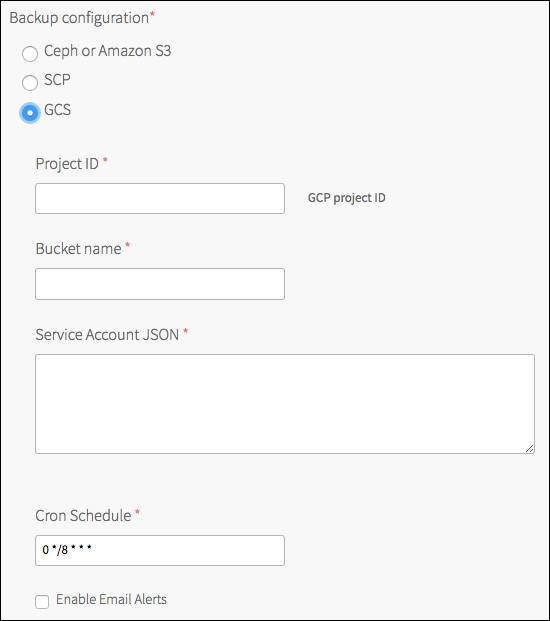 Backup configuration*
Ceph or Amazon S3
SCP
GCS
Project ID *
GCP project ID
Bucket name *
Service Account JSON *
Cron Schedule *
0 */8 * * *
Enable Email Alerts